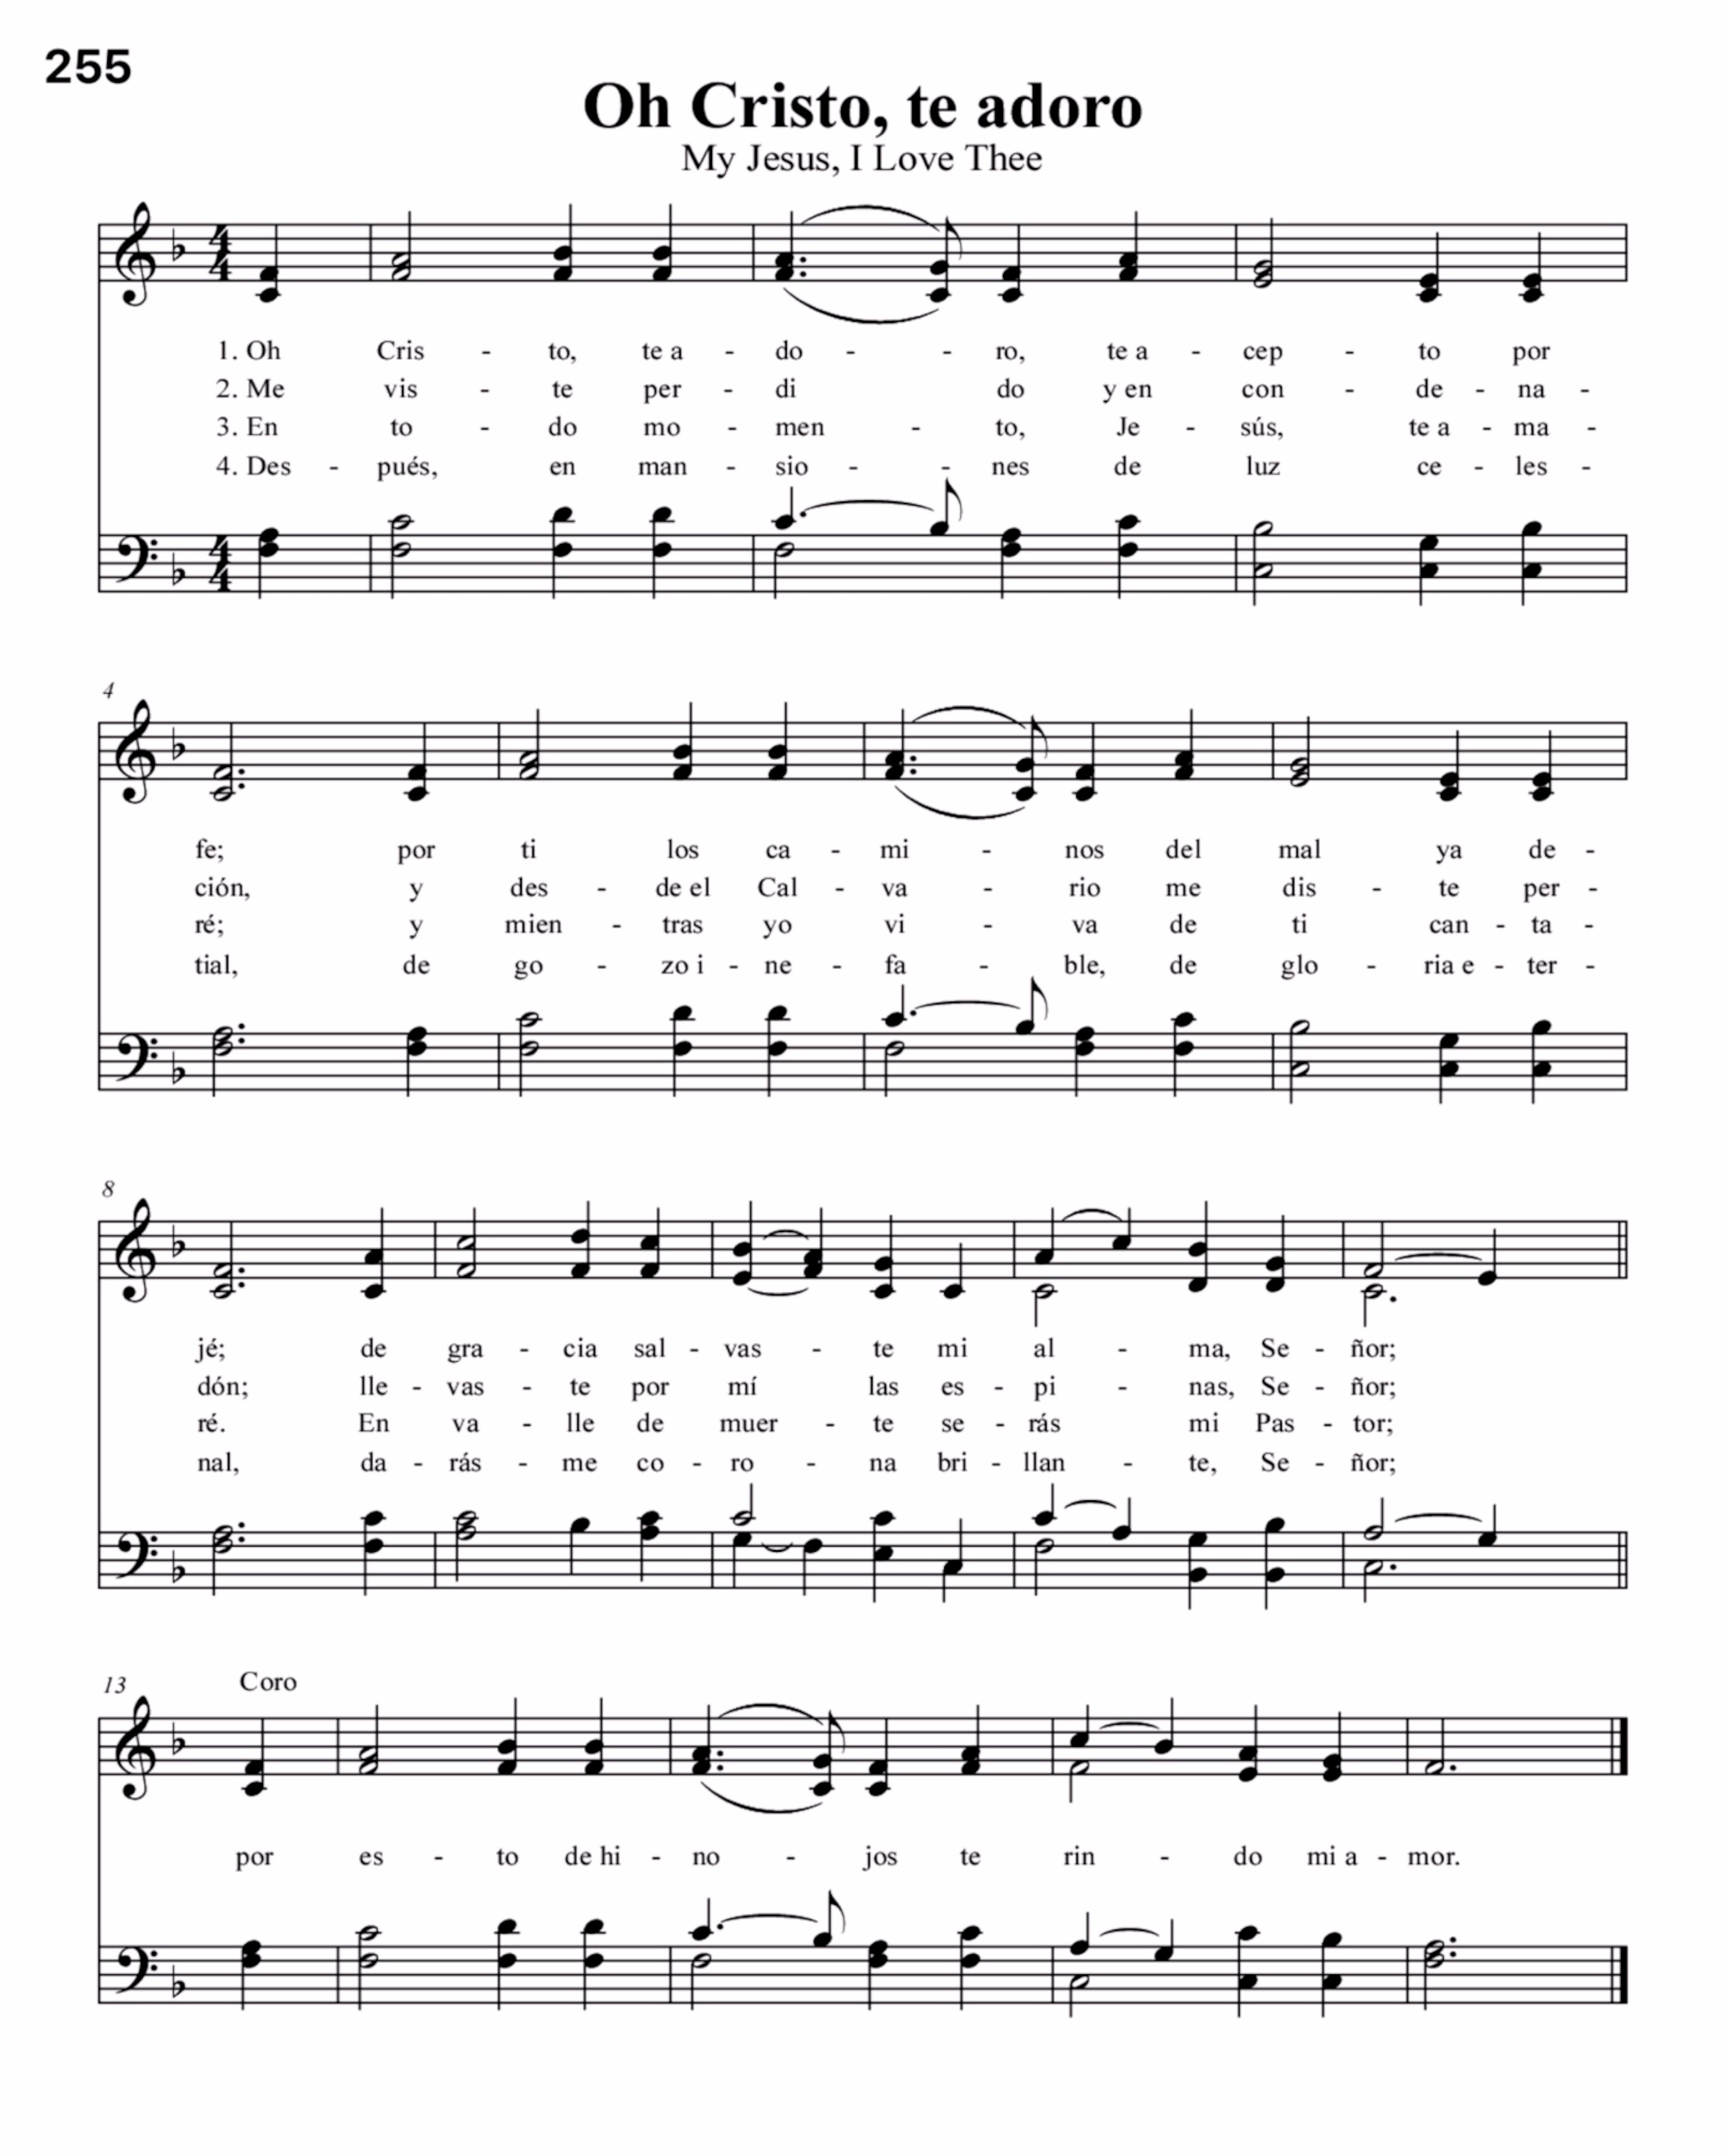 255
Oh Cristo, te adoro
My Jesus, I Love Thee
1. Oh Cris - to, te a - do - - ro, te a - cep - to por
2. Me vis - te per - di do y en con - de - na -
3. En to - do mo - men - to, Je - sús, te a - ma -
4. Des - pués, en man - sio - - nes de luz ce - les -
4
fe; por ti los ca - mi - nos del mal ya de -
ción, y des - de el Cal - va - rio me dis - te per -
ré; y mien - tras yo vi - va de ti can - ta -
tial, de go - zo i - ne - fa - ble, de glo - ria e - ter -
8
jé; de gra - cia sal - vas - te mi al - ma, Se - ñor;
dón; lle - vas - te por mí las es - pi - nas, Se - ñor;
ré. En va - lle de muer - te se - rás mi Pas - tor;
nal, da - rás - me co - ro - na bri - llan - te, Se - ñor;
13 Coro
por es - to de hi - no - jos te rin - do mi a - mor.